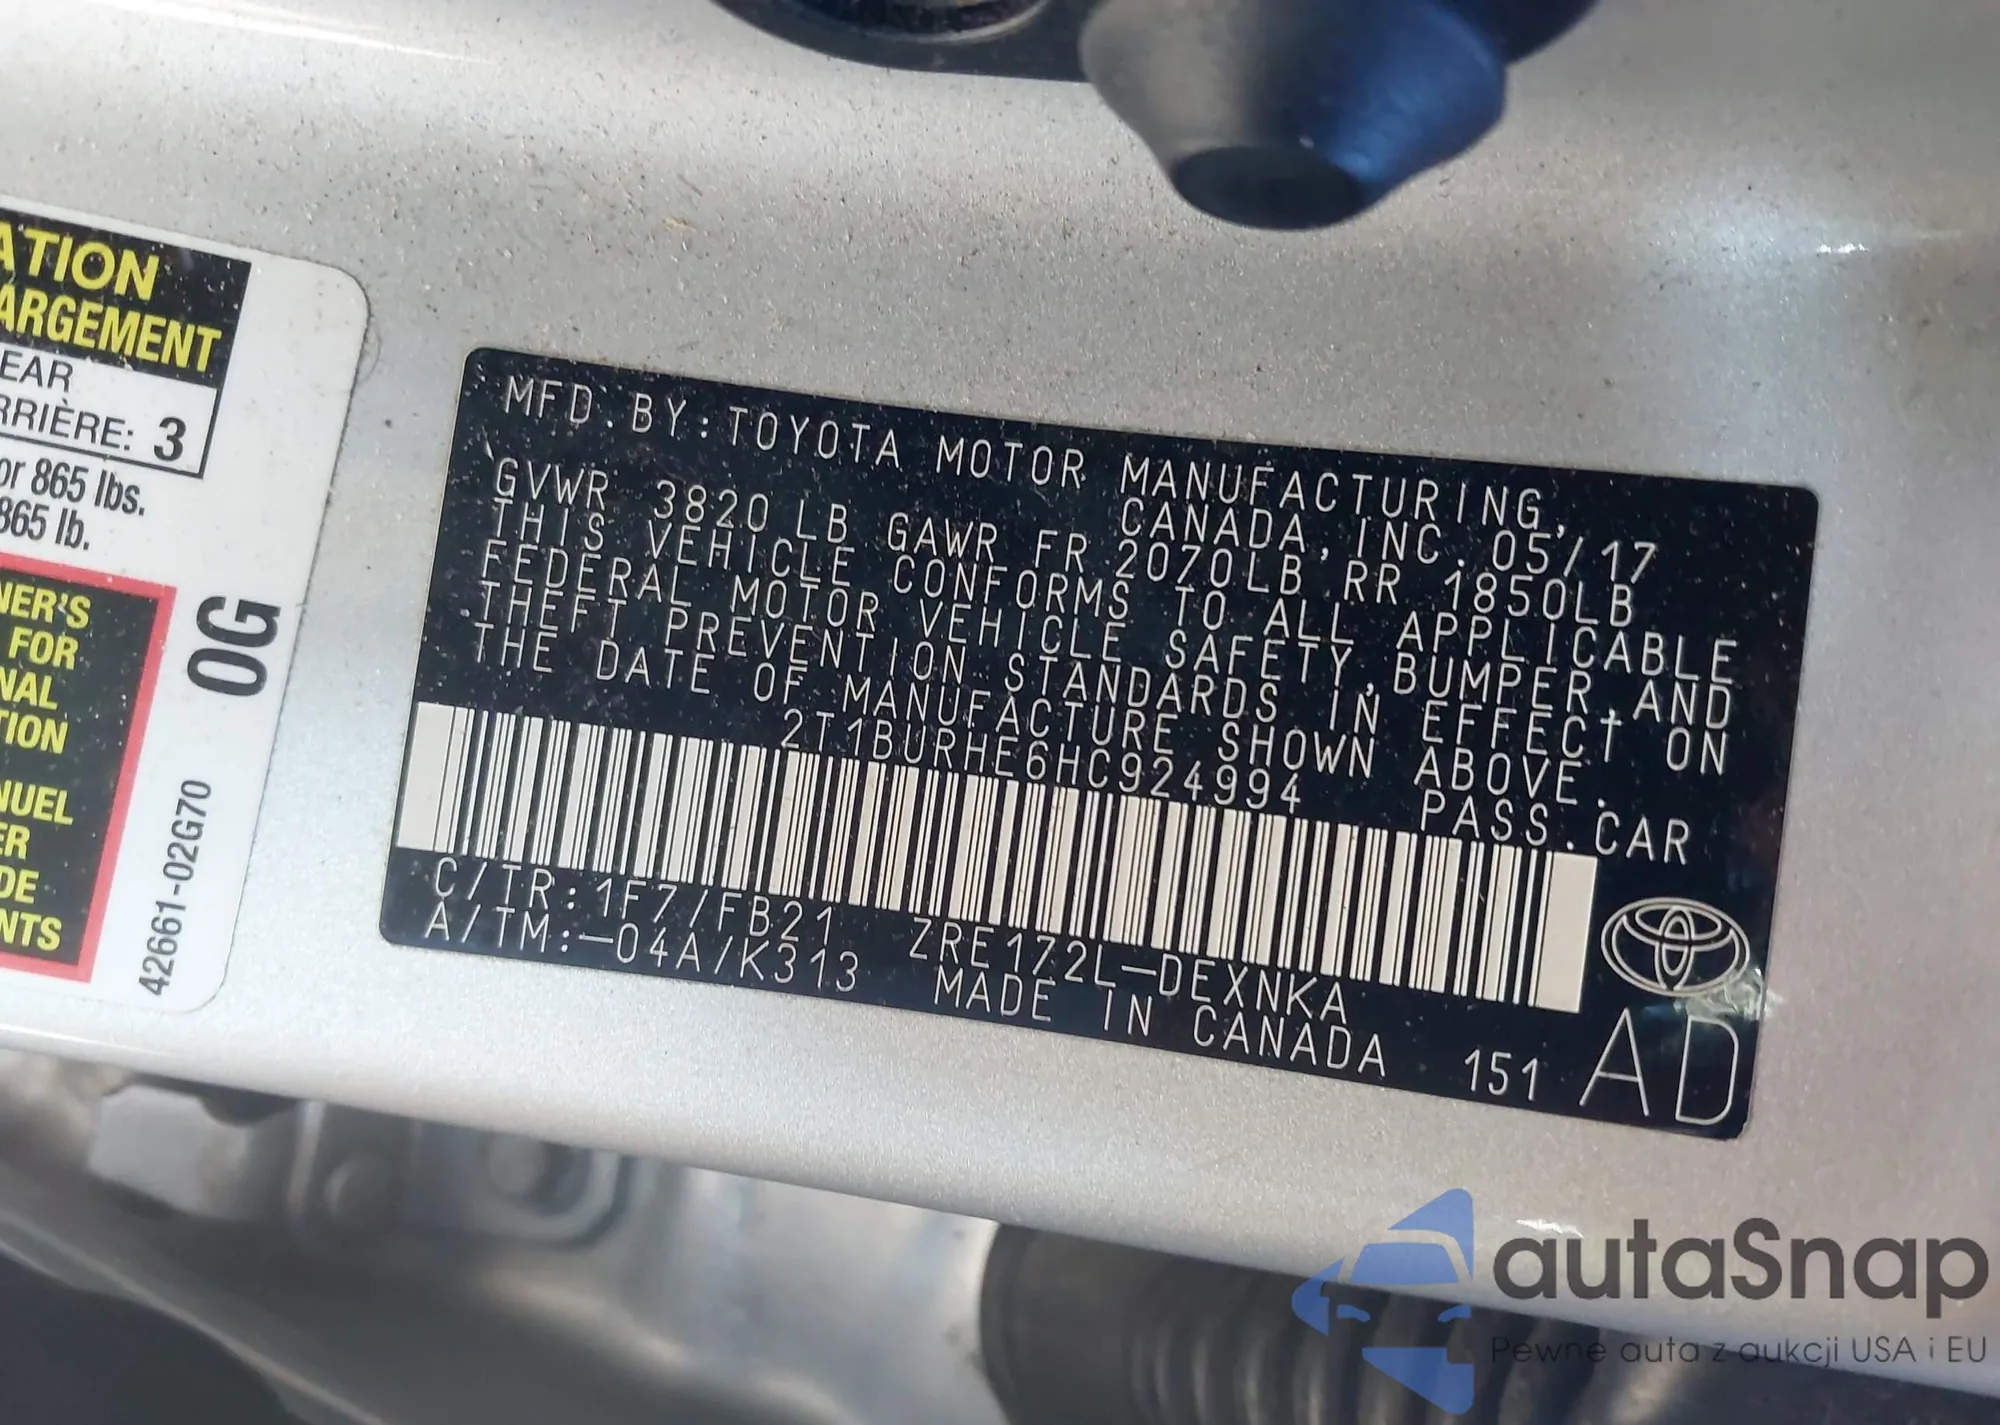 ATION
ARGEMENT
EAR
RRIÈRE: 3
or 865 lbs.
865 lb.
NER'S
FOR
NAL
TION
NUEL
ER
DE
NTS
0G
42661-02G70
MFD.BY:TOYOTA MOTOR MANUFACTURING,
CANADA,INC.05/17
GVWR 3820LB GAWR FR 2070LB RR 1850LB
THIS VEHICLE CONFORMS TO ALL APPLICABLE
FEDERAL MOTOR VEHICLE SAFETY,BUMPER,AND
THEFT PREVENTION STANDARDS IN EFFECT ON
THE DATE OF MANUFACTURE SHOWN ABOVE.
2T1BURHE6HC924994 PASS.CAR
C/TR:1F7/FB21 ZRE172L-DEXNKA
A/TM:-04A/K313 MADE IN CANADA 151
AD
autaSnap
Pewne auta z aukcji USA i EU